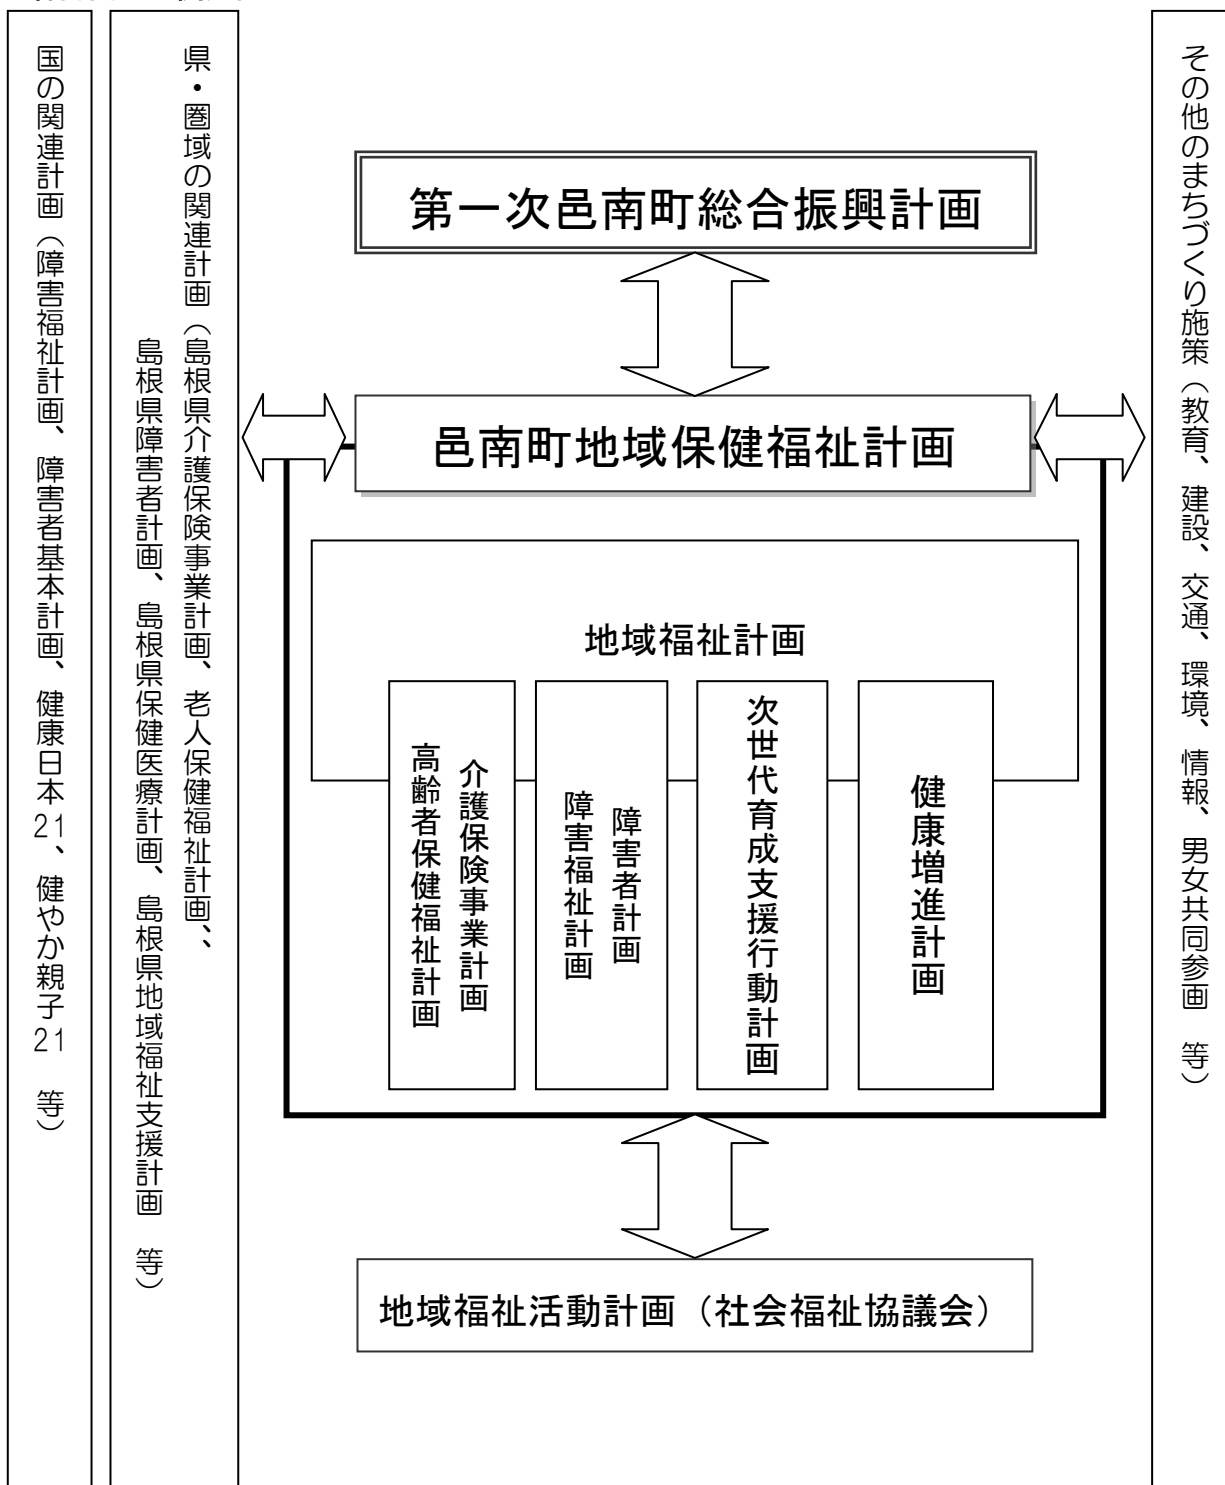 国の関連計画（障害福祉計画、障害者基本計画、健康日本21、健やか親子21　等）
県・圏域の関連計画（島根県介護保険事業計画、老人保健福祉計画、、
島根県障害者計画、島根県保健医療計画、島根県地域福祉支援計画　等）
第一次邑南町総合振興計画
邑南町地域保健福祉計画
地域福祉計画
介護保険事業計画
高齢者保健福祉計画
障害者計画
障害福祉計画
次世代育成支援行動計画
健康増進計画
地域福祉活動計画（社会福祉協議会）
その他のまちづくり施策（教育、建設、交通、環境、情報、男女共同参画　等）